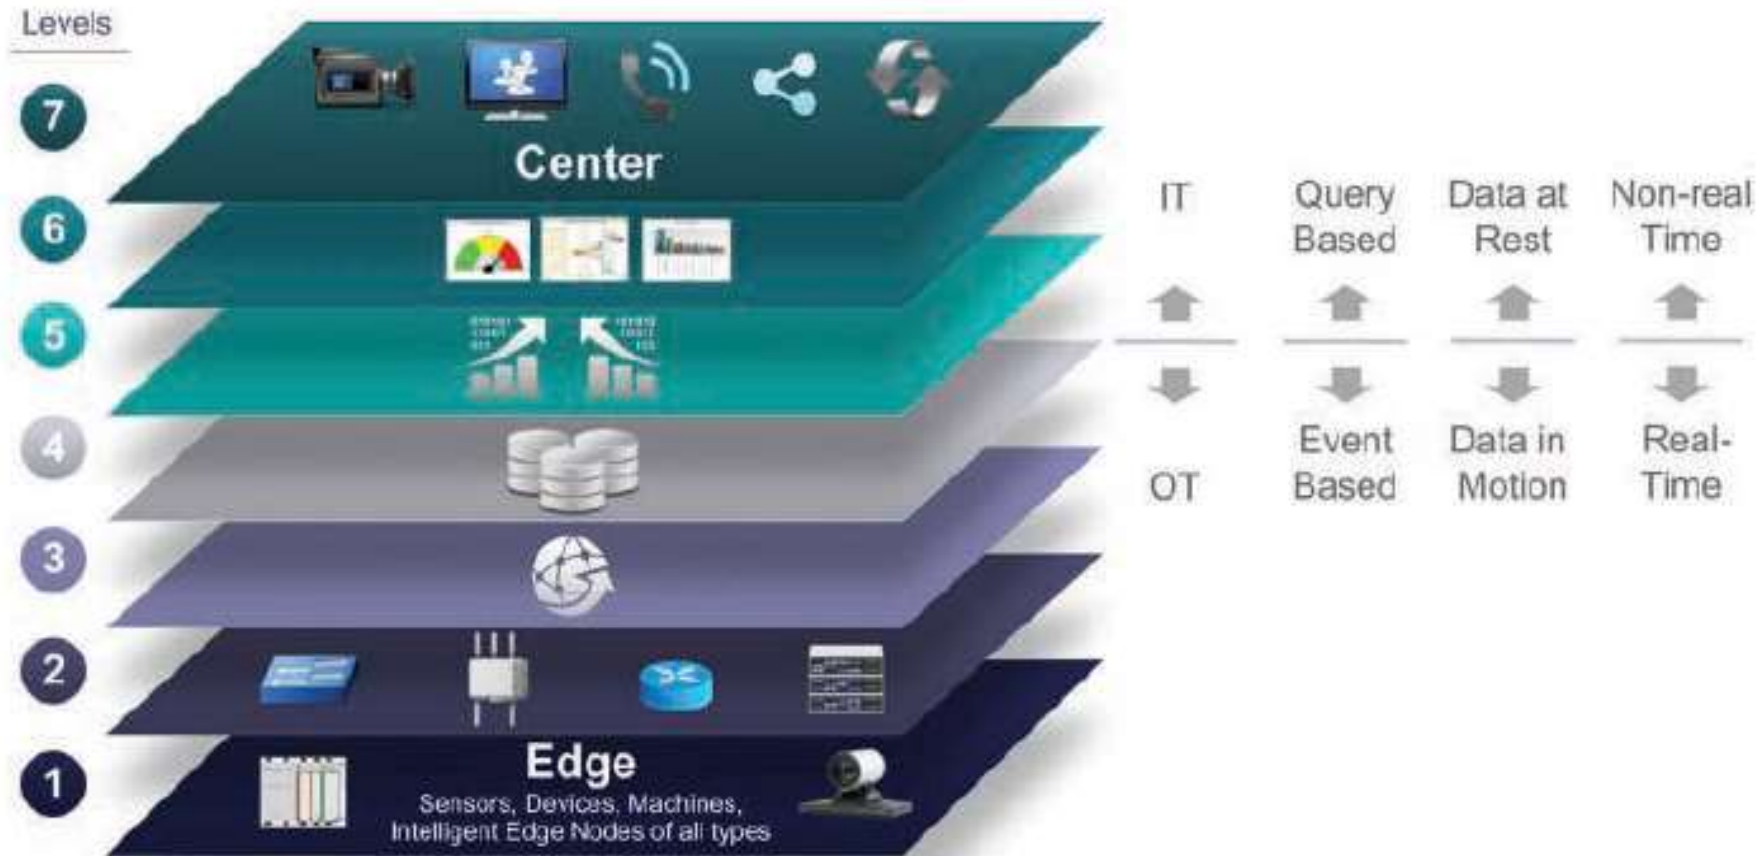 Levels
7
Center
6
5
4
3
2
1
Edge
Sensors, Devices, Machines,
Intelligent Edge Nodes of all types
IT
Query
Based
Data at
Rest
Non-real
Time
OT
Event
Based
Data in
Motion
Real-
Time